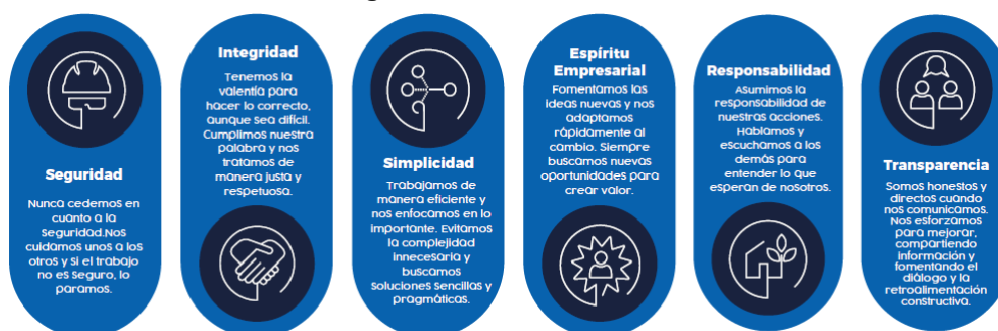 Seguridad
Nunca cedemos en
cuanto a la
seguridad.Nos
cuidamos unos a los
otros y si el trabajo
no es seguro, lo
paramos.
Integridad
Tenemos la
valentía para
hacer lo correcto,
aunque sea difícil.
Cumplimos nuestra
palabra y nos
tratamos de
manera justa y
respetuosa.
Simplicidad
Trabajamos de
manera eficiente y
nos enfocamos en lo
importante. Evitamos
la complejidad
innecesaria y
buscamos
soluciones sencillas y
pragmáticas.
Espíritu
Empresarial
Fomentamos las
ideas nuevas y nos
adaptamos
rápidamente al
cambio. Siempre
buscamos nuevas
oportunidades para
crear valor.
Responsabilidad
Asumimos la
responsabilidad de
nuestras acciones.
Hablamos y
escuchamos a los
demás para
entender lo que
esperan de nosotros.
Transparencia
Somos honestos y
directos cuando
nos comunicamos.
Nos esforzamos
para mejorar,
compartiendo
información y
fomentando el
diálogo y la
retroalimentación
constructiva.